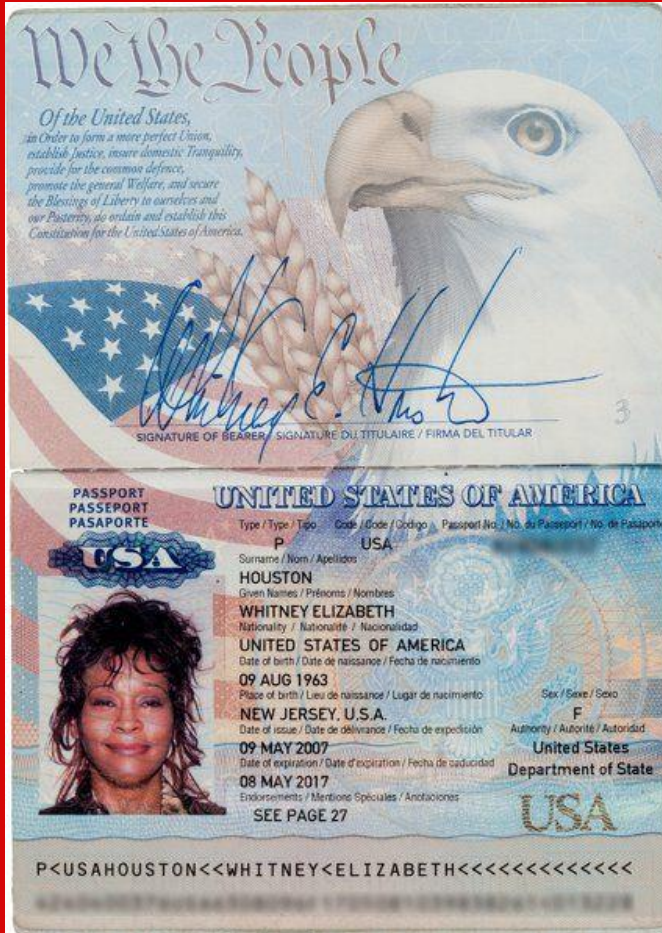 We the People
Of the United States,
in Order to form a more perfect Union,
establish Justice, insure domestic Tranquility,
provide for the common defence,
promote the general Welfare, and secure
the Blessings of Liberty to ourselves and
our Posterity, do ordain and establish this
Constitution for the United States of America.
Whitney E. Houston
3
SIGNATURE OF BEARER / SIGNATURE DU TITULAIRE / FIRMA DEL TITULAR
PASSPORT
PASSEPORT
PASAPORTE
USA
UNITED STATES OF AMERICA
Type / Type / Tipo Code / Code / Codigo Passport No. / No. du Passeport / No. de Pasaporte
P USA
Surname / Nom / Apellidos
HOUSTON
Given Names / Prénoms / Nombres
WHITNEY ELIZABETH
Nationality / Nationalité / Nacionalidad
UNITED STATES OF AMERICA
Date of birth / Date de naissance / Fecha de nacimiento
09 AUG 1963
Place of birth / Lieu de naissance / Lugar de nacimiento Sex / Sexe / Sexo
NEW JERSEY, U.S.A. F
Date of issue / Date de délivrance / Fecha de expedición Authority / Autorité / Autoridad
09 MAY 2007 United States
Date of expiration / Date d'expiration / Fecha de caducidad Department of State
08 MAY 2017
Endorsements / Mentions Spéciales / Anotaciones
SEE PAGE 27
USA
P<USAHOUSTON<<WHITNEY<ELIZABETH<<<<<<<<<<<<<